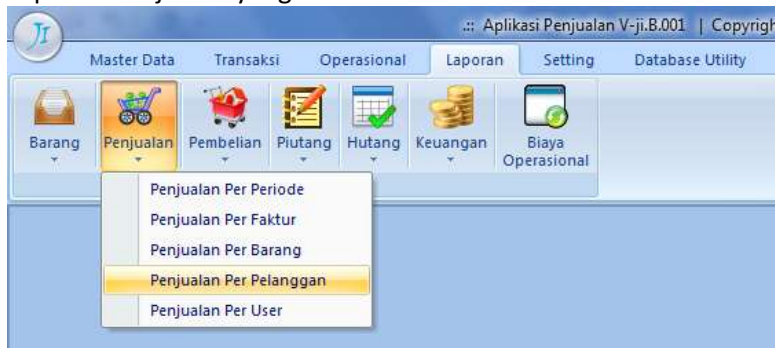 JI
.:: Aplikasi Penjualan V-ji.B.001 | Copyrigh
Master Data Transaksi Operasional Laporan Setting Database Utility
Barang Penjualan Pembelian Piutang Hutang Keuangan Biaya Operasional
Penjualan Per Periode
Penjualan Per Faktur
Penjualan Per Barang
Penjualan Per Pelanggan
Penjualan Per User